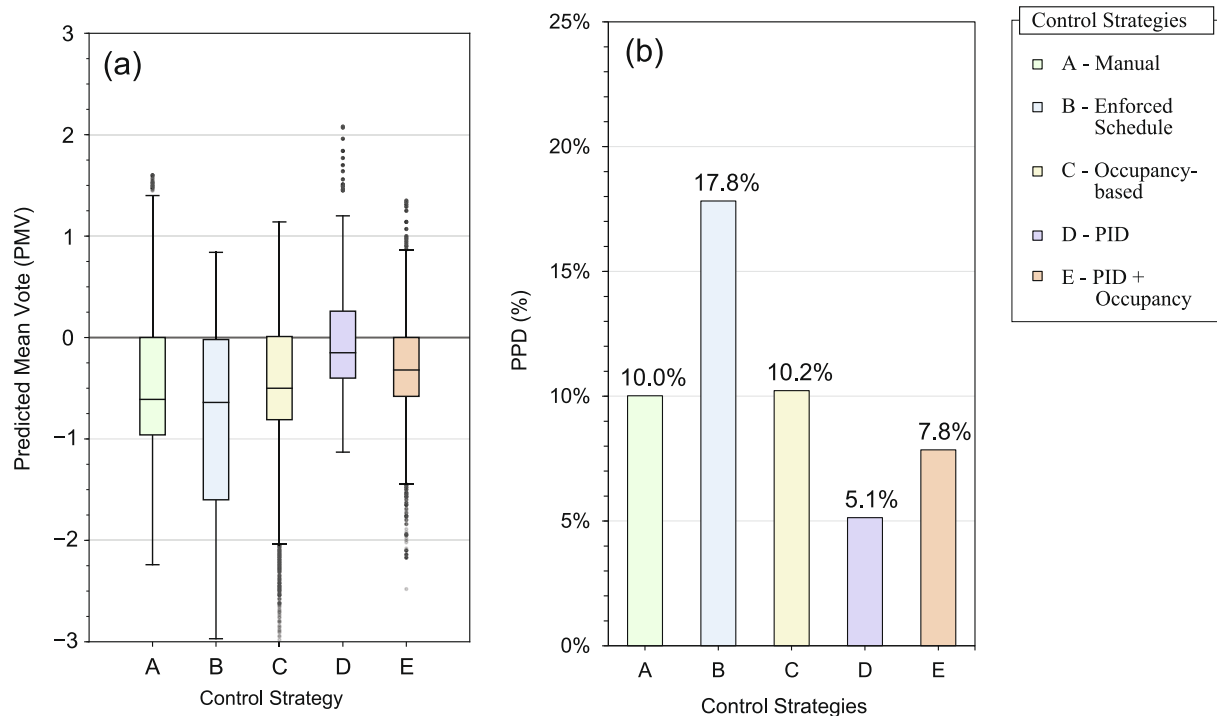 (a)
Predicted Mean Vote (PMV)
3
2
1
0
−1
−2
−3
A B C D E
Control Strategy
(b)
PPD (%)
25%
20%
15%
10%
5%
0%
10.0%
17.8%
10.2%
5.1%
7.8%
A B C D E
Control Strategies
Control Strategies
A - Manual
B - Enforced
Schedule
C - Occupancy-
based
D - PID
E - PID +
Occupancy